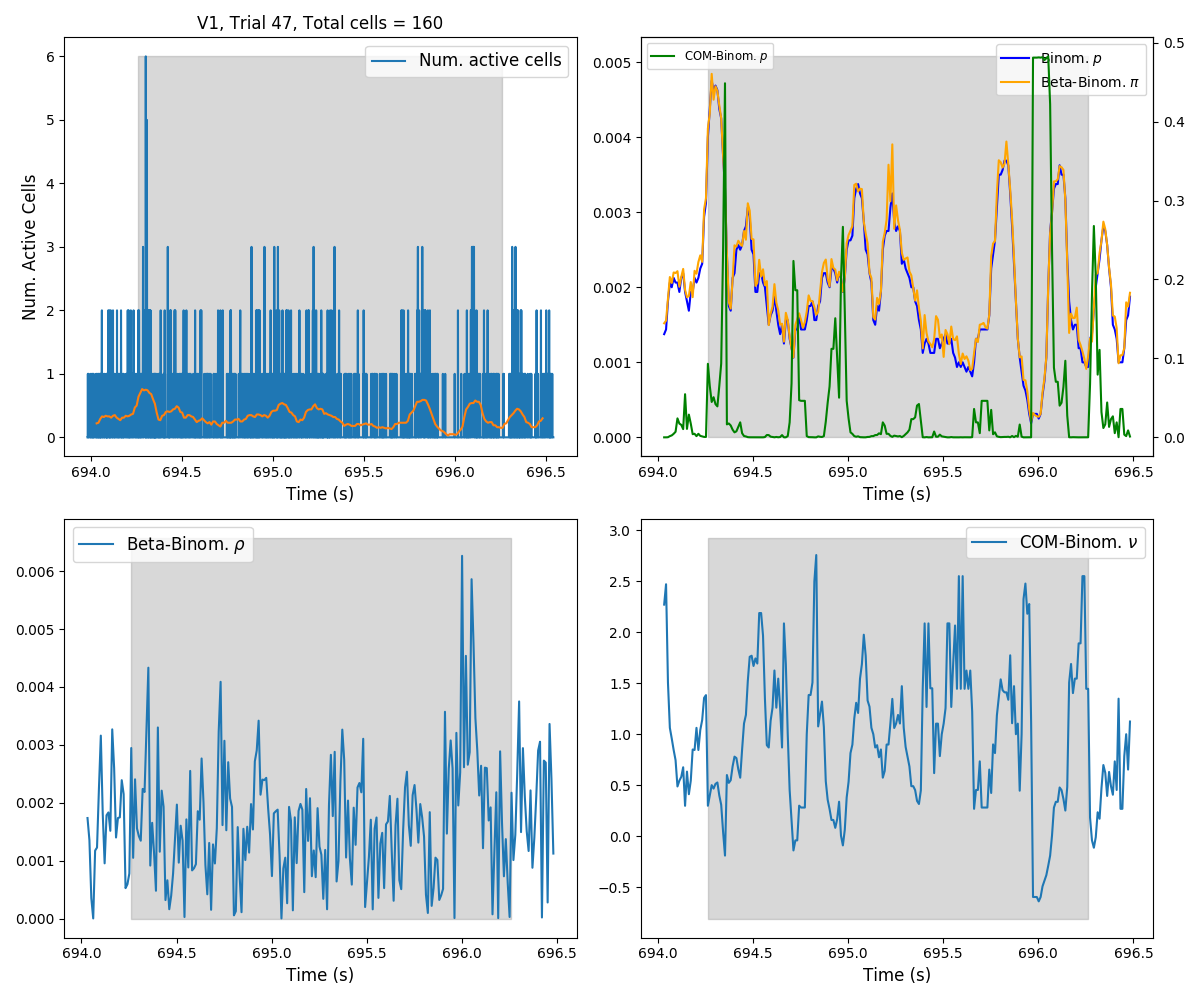 V1, Trial 47, Total cells = 160
Num. Active Cells
6
5
4
3
2
1
0
Num. active cells
694.0 694.5 695.0 695.5 696.0 696.5
Time (s)
COM-Binom. p
Binom. p
Beta-Binom. π
0.005
0.004
0.003
0.002
0.001
0.000
0.5
0.4
0.3
0.2
0.1
0.0
694.0 694.5 695.0 695.5 696.0 696.5
Time (s)
Beta-Binom. ρ
0.006
0.005
0.004
0.003
0.002
0.001
0.000
694.0 694.5 695.0 695.5 696.0 696.5
Time (s)
COM-Binom. ν
3.0
2.5
2.0
1.5
1.0
0.5
0.0
−0.5
694.0 694.5 695.0 695.5 696.0 696.5
Time (s)